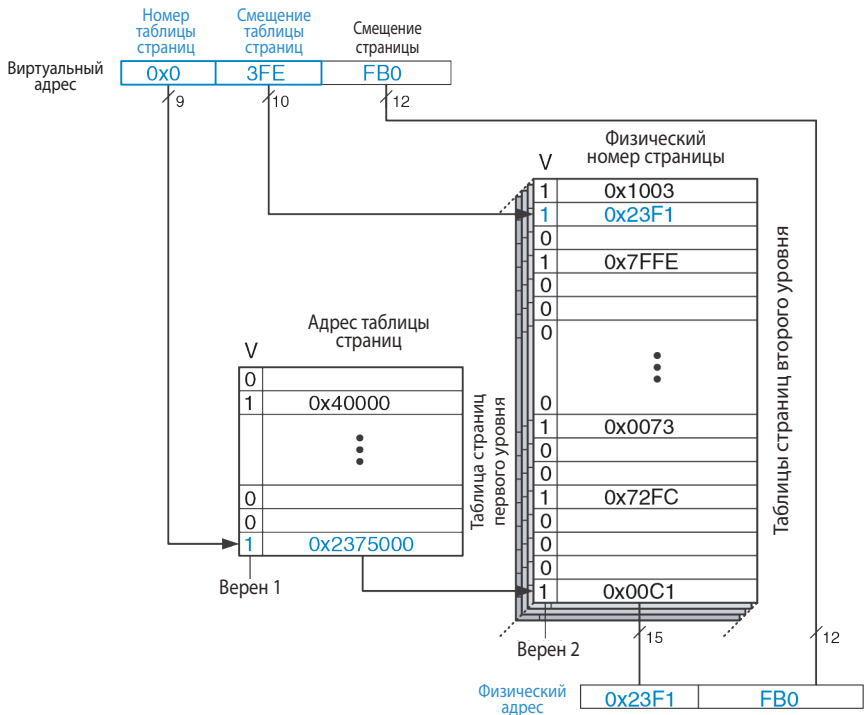 Номер
таблицы
страниц
Смещение
таблицы
страниц
Смещение
страницы
Виртуальный
адрес
0x0 3FE FB0
9 10 12
Физический
номер страницы
V
1 0x1003
1 0x23F1
0
1 0x7FFE
0
0
0
0
1 0x0073
0
0
1 0x72FC
0
0
0
1 0x00C1
Таблицы страниц второго уровня
Адрес таблицы
страниц
V
0
1 0x40000
0
0
1 0x2375000
Таблица страниц
первого уровня
Верен 1
Верен 2
15
12
Физический
адрес
0x23F1 FB0